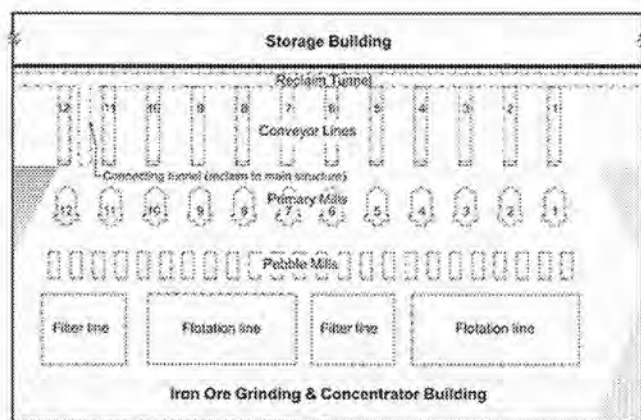 Storage Building
Reclaim Tunnel
12 11 10 9 8 7 6 5 4 3 2 1
Conveyor Lines
Connecting tunnel (reclaim to main structure)
Primary Mills
12 11 10 9 8 7 6 5 4 3 2 1
Pebble Mills
Filter line Flotation line Filter line Flotation line
Iron Ore Grinding & Concentrator Building